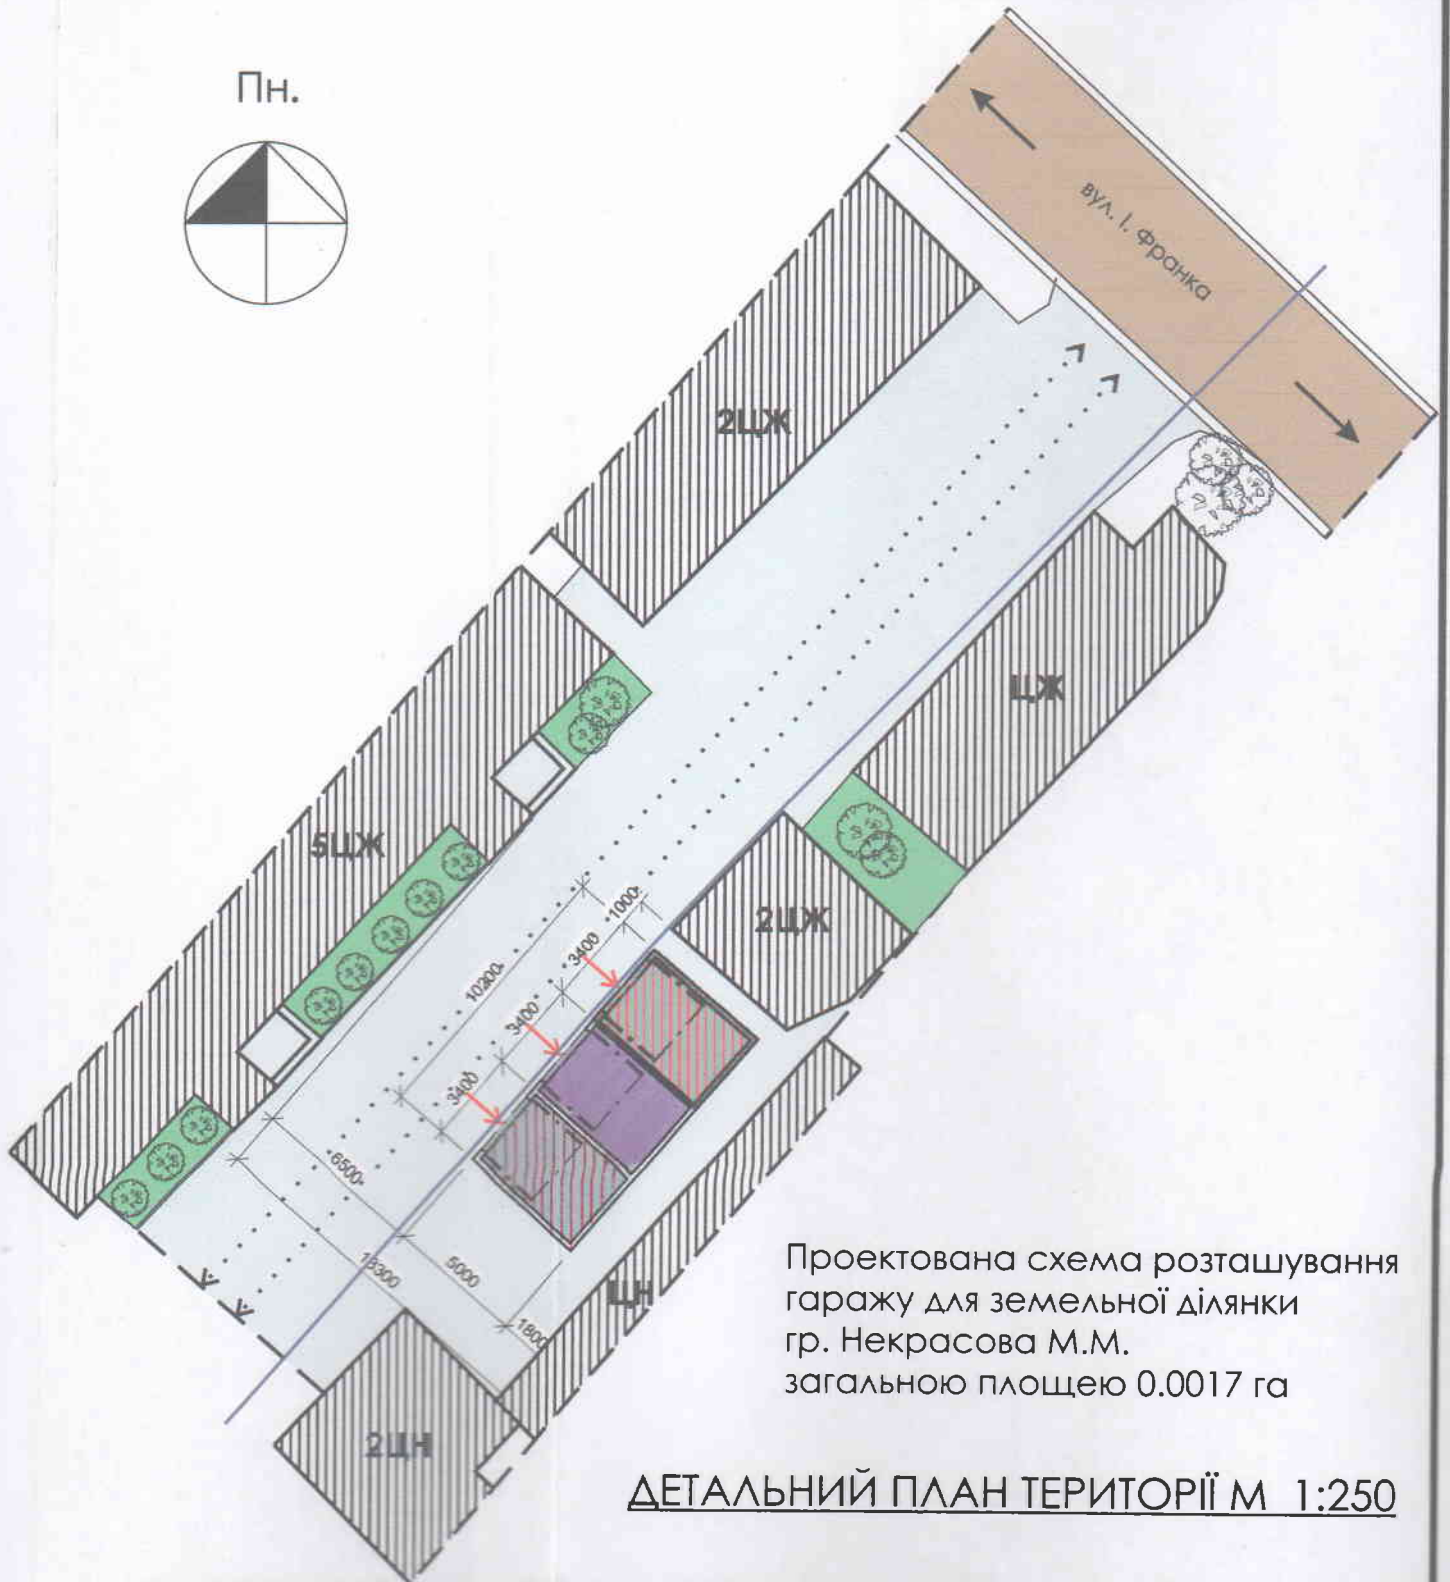 Пн.
вул. І. Франка
2ЦЖ
ЦЖ
5ЦЖ
2ЦЖ
1000
3400
10200
3400
3400
6500
13300
5000
1800
ЦН
2ЦН
Проектована схема розташування
гаражу для земельної ділянки
гр. Некрасова М.М.
загальною площею 0.0017 га
ДЕТАЛЬНИЙ ПЛАН ТЕРИТОРІЇ М 1:250